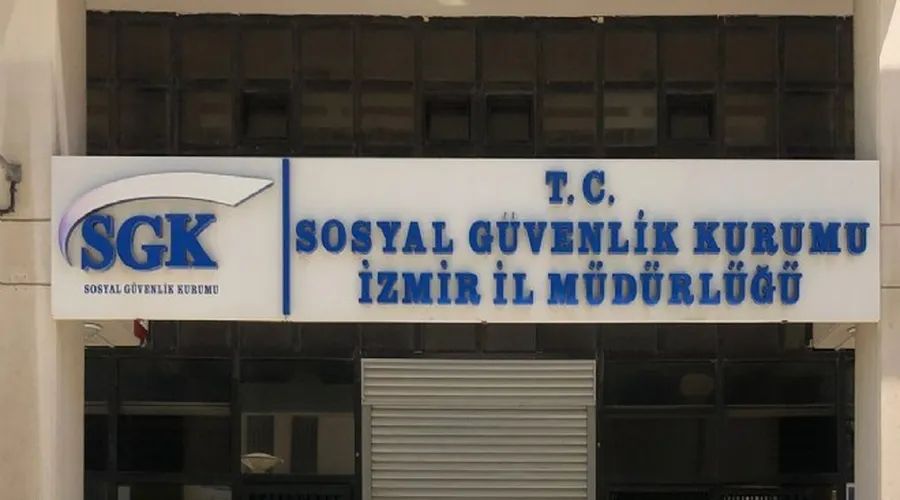 SGK
SOSYAL GÜVENLİK KURUMU
T.C.
SOSYAL GÜVENLİK KURUMU
İZMİR İL MÜDÜRLÜĞÜ